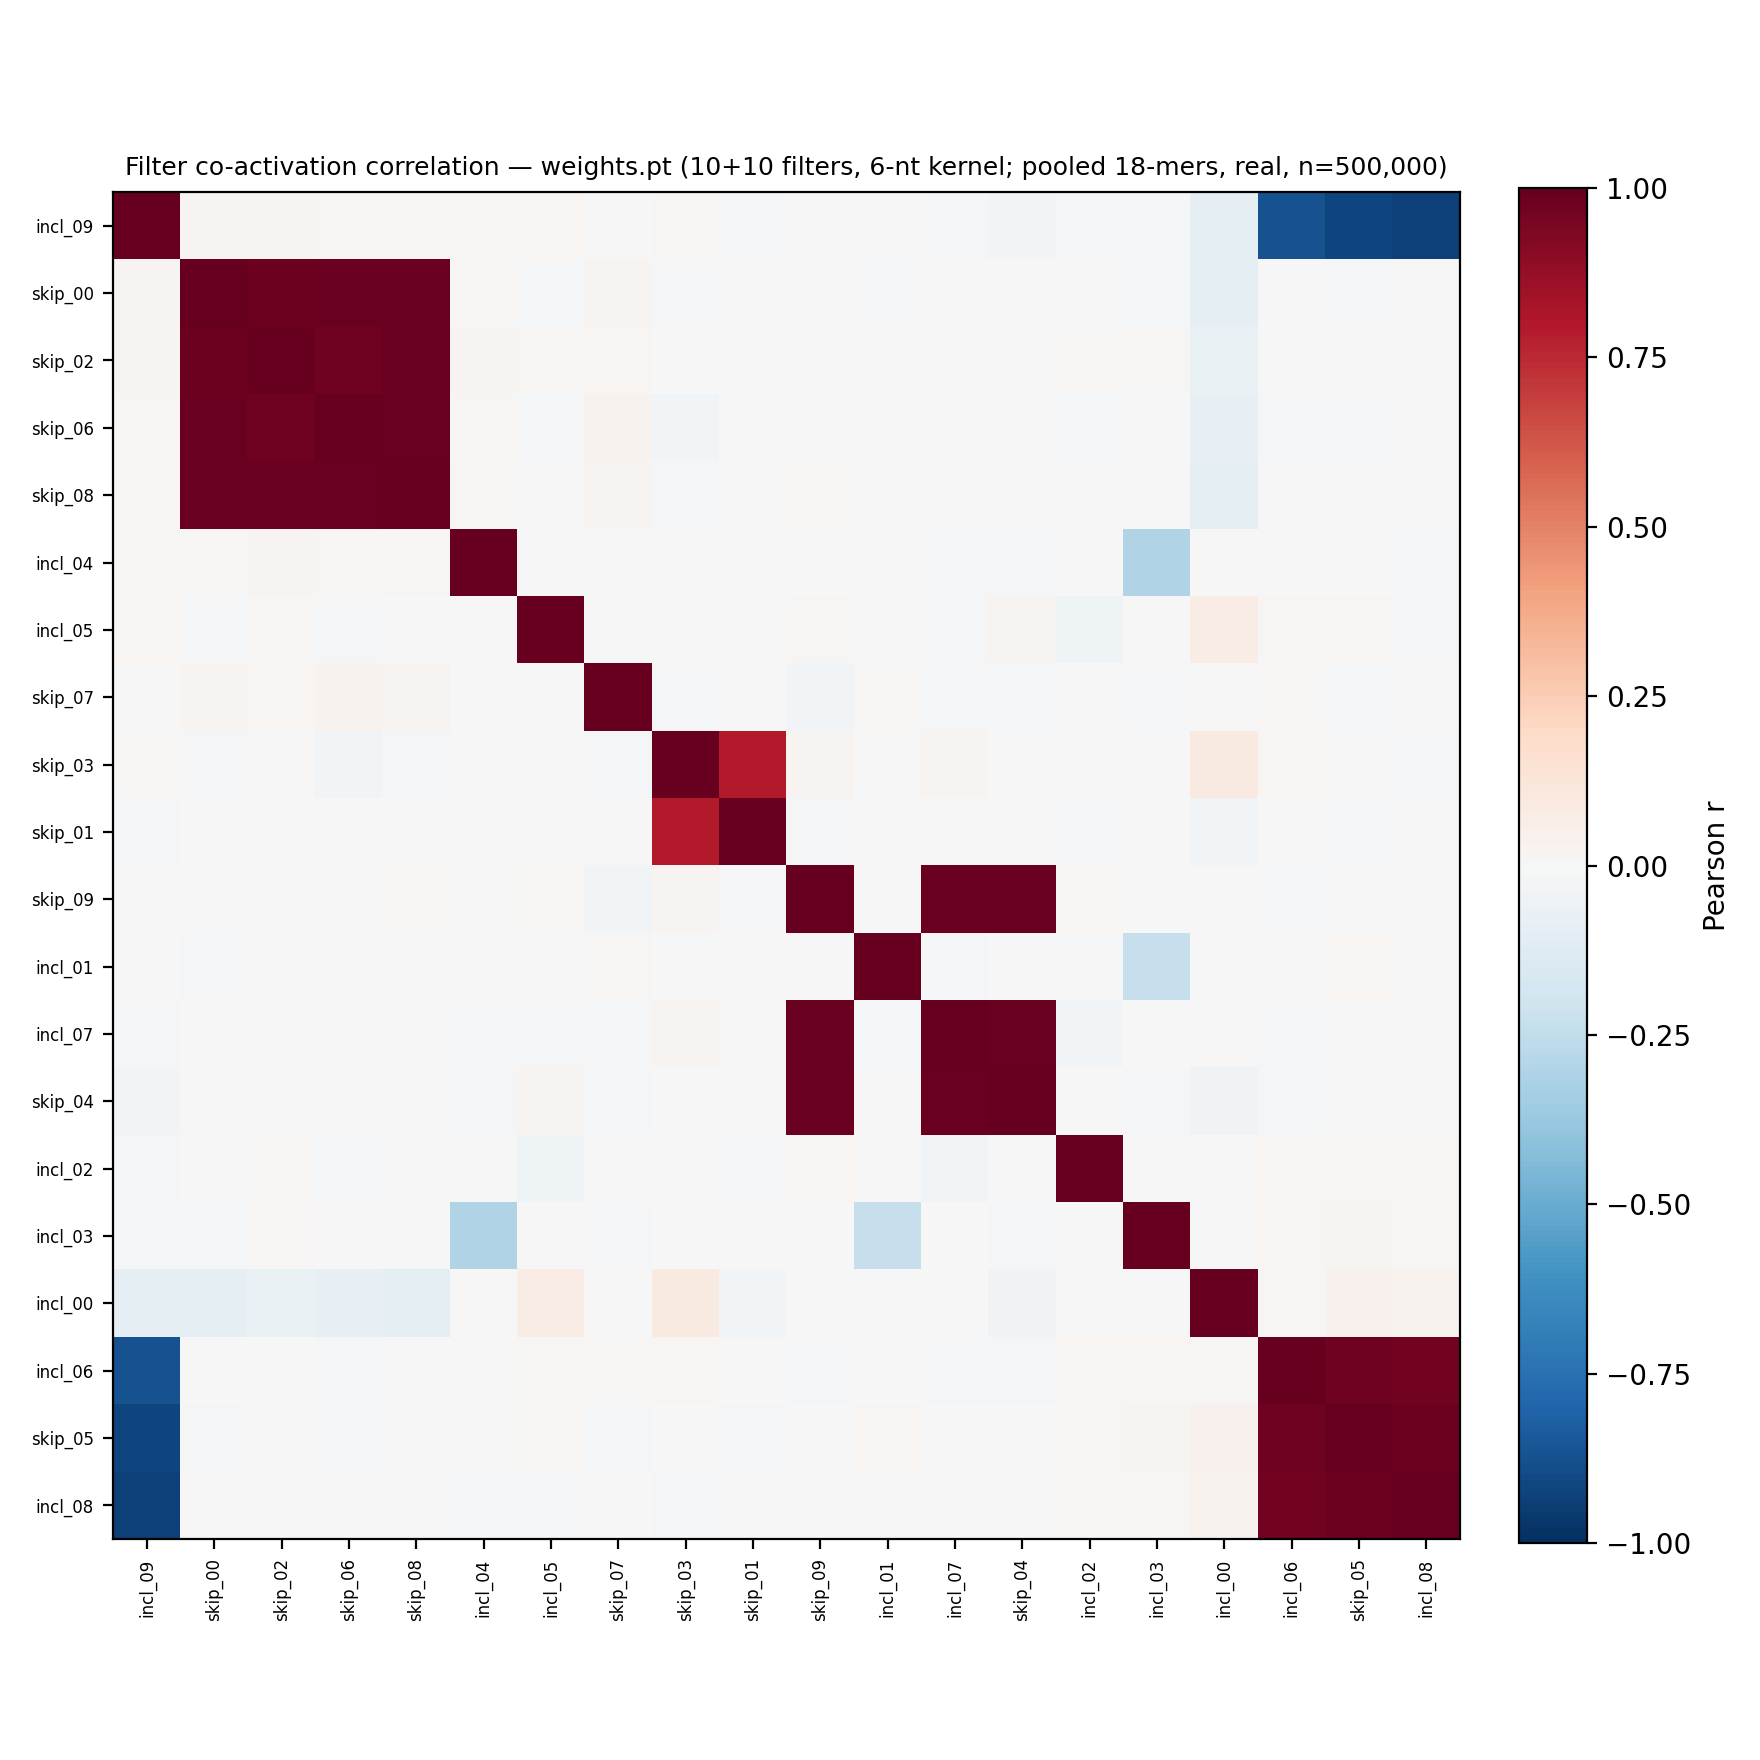 Filter co-activation correlation — weights.pt (10+10 filters, 6-nt kernel; pooled 18-mers, real, n=500,000)
incl_09
skip_00
skip_02
skip_06
skip_08
incl_04
incl_05
skip_07
skip_03
skip_01
skip_09
incl_01
incl_07
skip_04
incl_02
incl_03
incl_00
incl_06
skip_05
incl_08
incl_09
skip_00
skip_02
skip_06
skip_08
incl_04
incl_05
skip_07
skip_03
skip_01
skip_09
incl_01
incl_07
skip_04
incl_02
incl_03
incl_00
incl_06
skip_05
incl_08
1.00
0.75
0.50
0.25
0.00
−0.25
−0.50
−0.75
−1.00
Pearson r